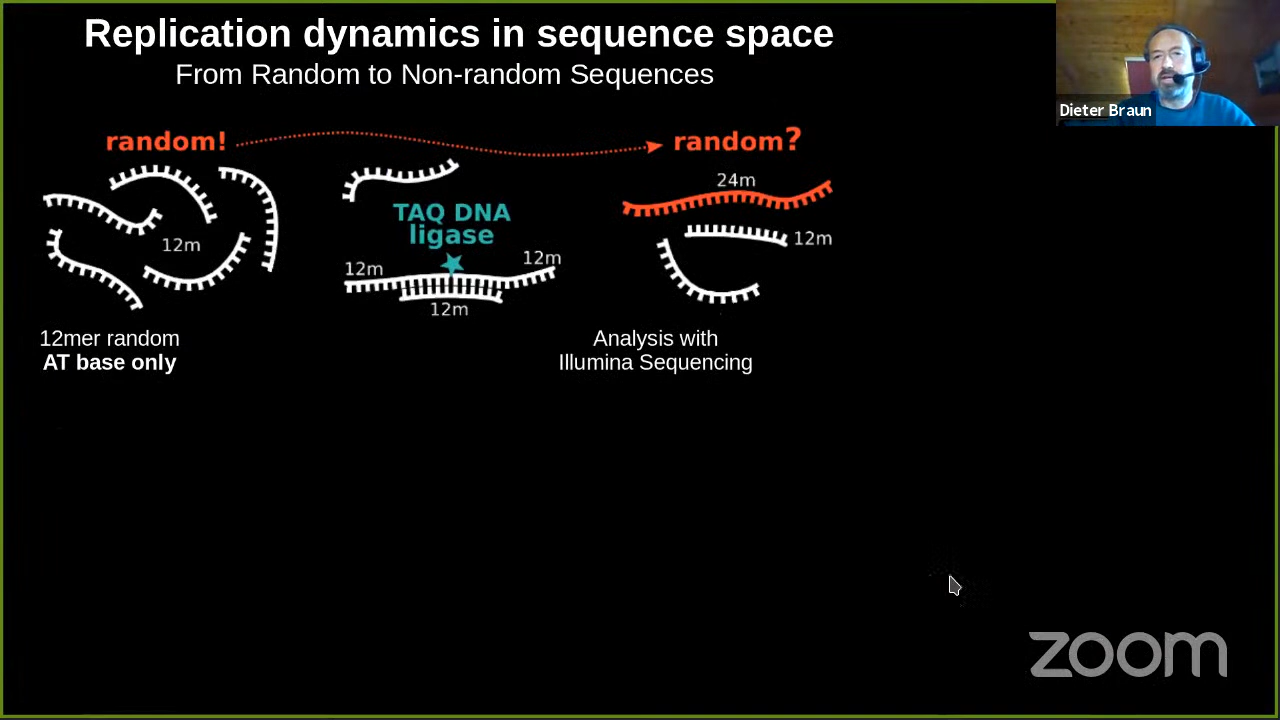 Replication dynamics in sequence space
From Random to Non-random Sequences
Dieter Braun
random!
random?
12m
TAQ DNA
ligase
12m
12m
12m
24m
12m
12mer random
AT base only
Analysis with
Illumina Sequencing
zoom